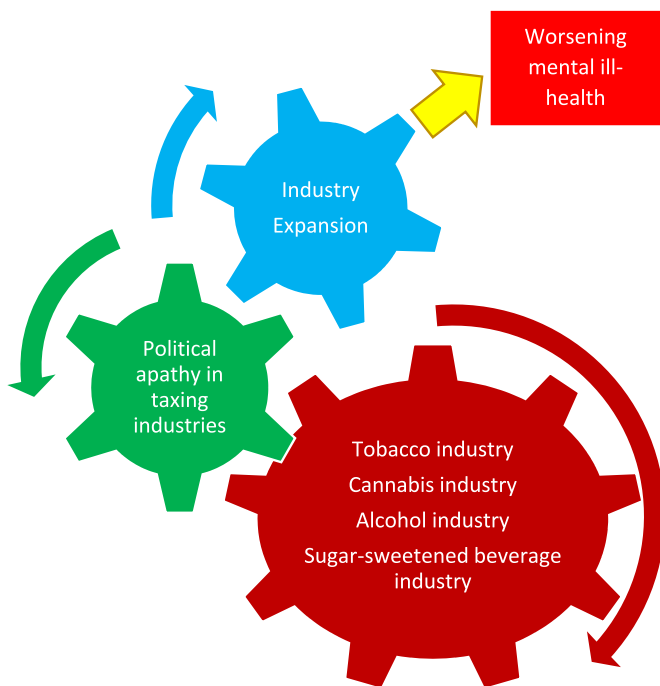 Worsening
mental ill-
health
Industry
Expansion
Political
apathy in
taxing
industries
Tobacco industry
Cannabis industry
Alcohol industry
Sugar-sweetened beverage
industry